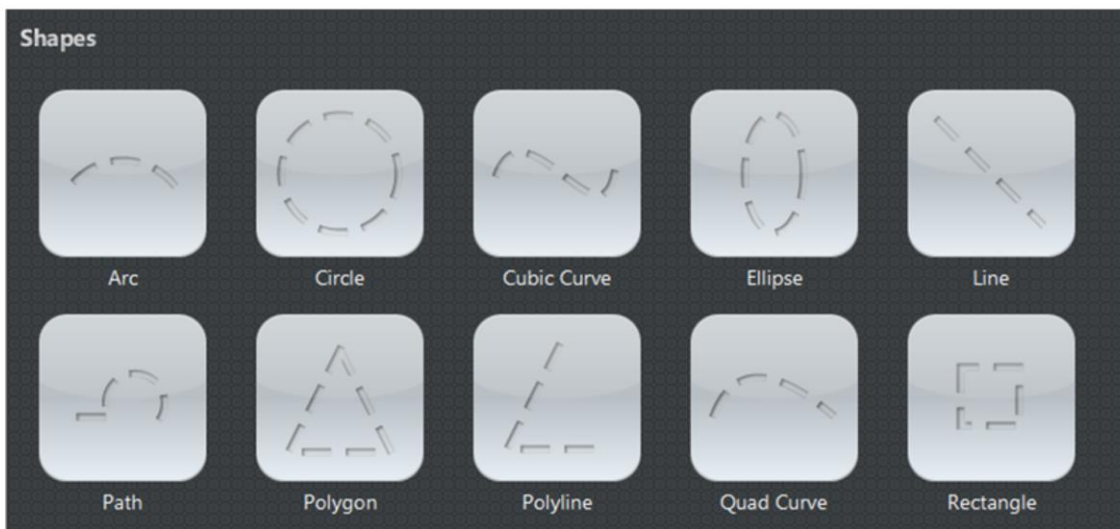 Shapes
Arc Circle Cubic Curve Ellipse Line
Path Polygon Polyline Quad Curve Rectangle